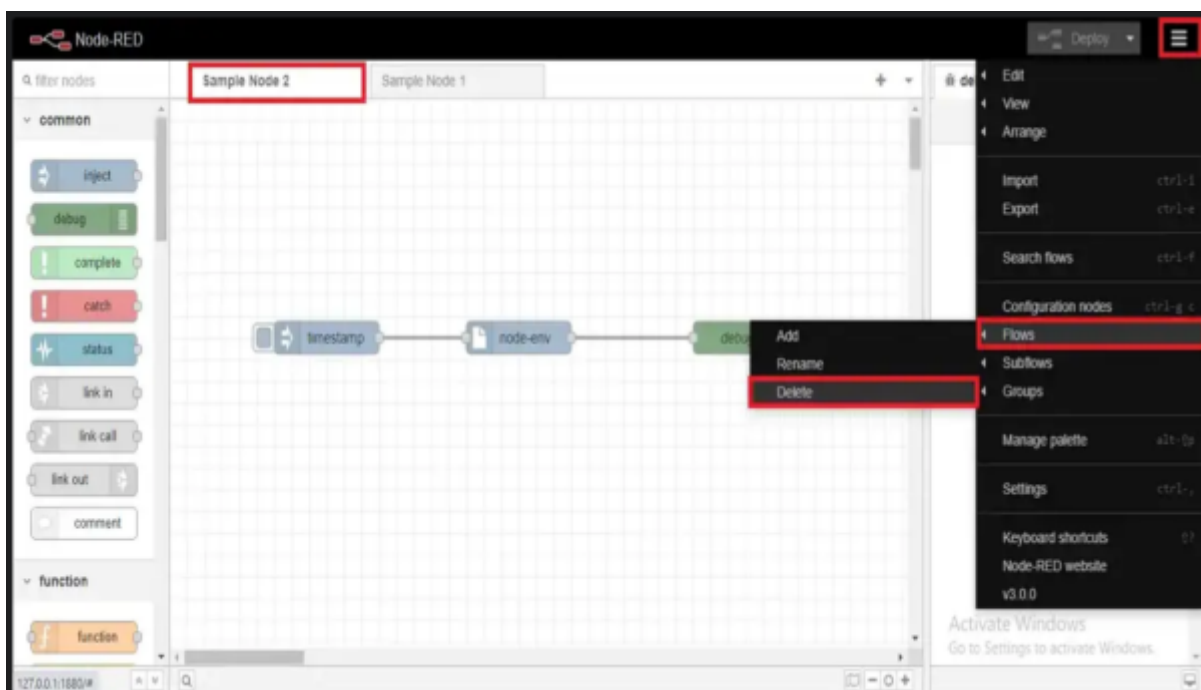 Node-RED
Deploy
filter nodes
Sample Node 2
Sample Node 1
de
common
inject
debug
complete
catch
status
link in
link call
link out
comment
function
function
timestamp
node-env
debu
Edit
View
Arrange
Import ctrl-i
Export ctrl-e
Search flows ctrl-f
Configuration nodes ctrl-g c
Flows
Subflows
Groups
Manage palette
Settings ctrl-,
Keyboard shortcuts
Node-RED website
v3.0.0
Add
Rename
Delete
Activate Windows
Go to Settings to activate Windows.
127.0.0.1:1880/#